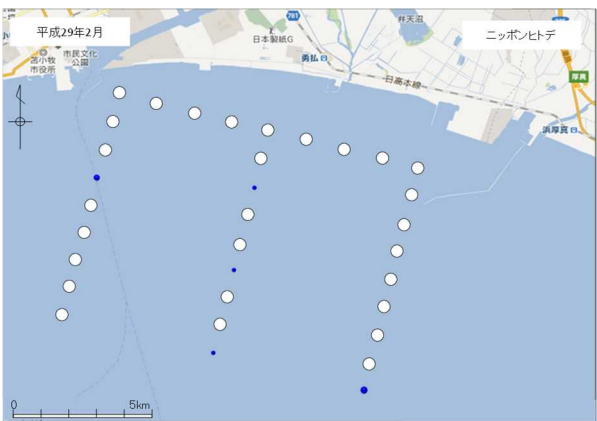 平成29年2月
ニッポンヒトデ
781
弁天沼
日本製紙G
勇払
日高本線
厚真
浜厚真
市民文化
公園
苫小牧
市役所
0 5km